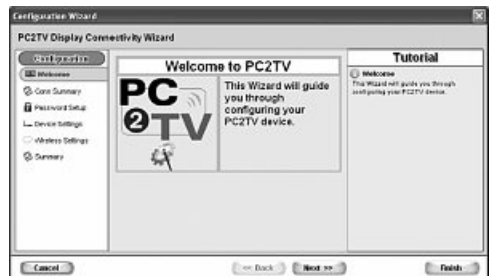 Configuration Wizard
PC2TV Display Connectivity Wizard
Configuration
Welcome
Core Summary
Password Setup
Device Settings
Wireless Settings
Summary
Welcome to PC2TV
PC
2TV
This Wizard will guide
you through
configuring your
PC2TV device.
Tutorial
Welcome
This Wizard will guide you through
configuring your PC2TV device.
Cancel
<< Back
Next >>
Finish